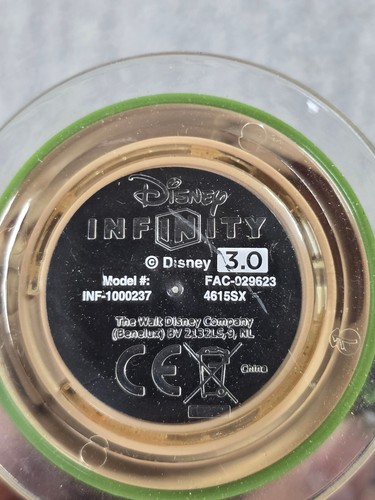 Disney
INFINITY
© Disney 3.0
Model #: FAC-029623
INF-1000237 4615SX
The Walt Disney Company
(Benelux) BV 2132LS-9, NL
CE
China